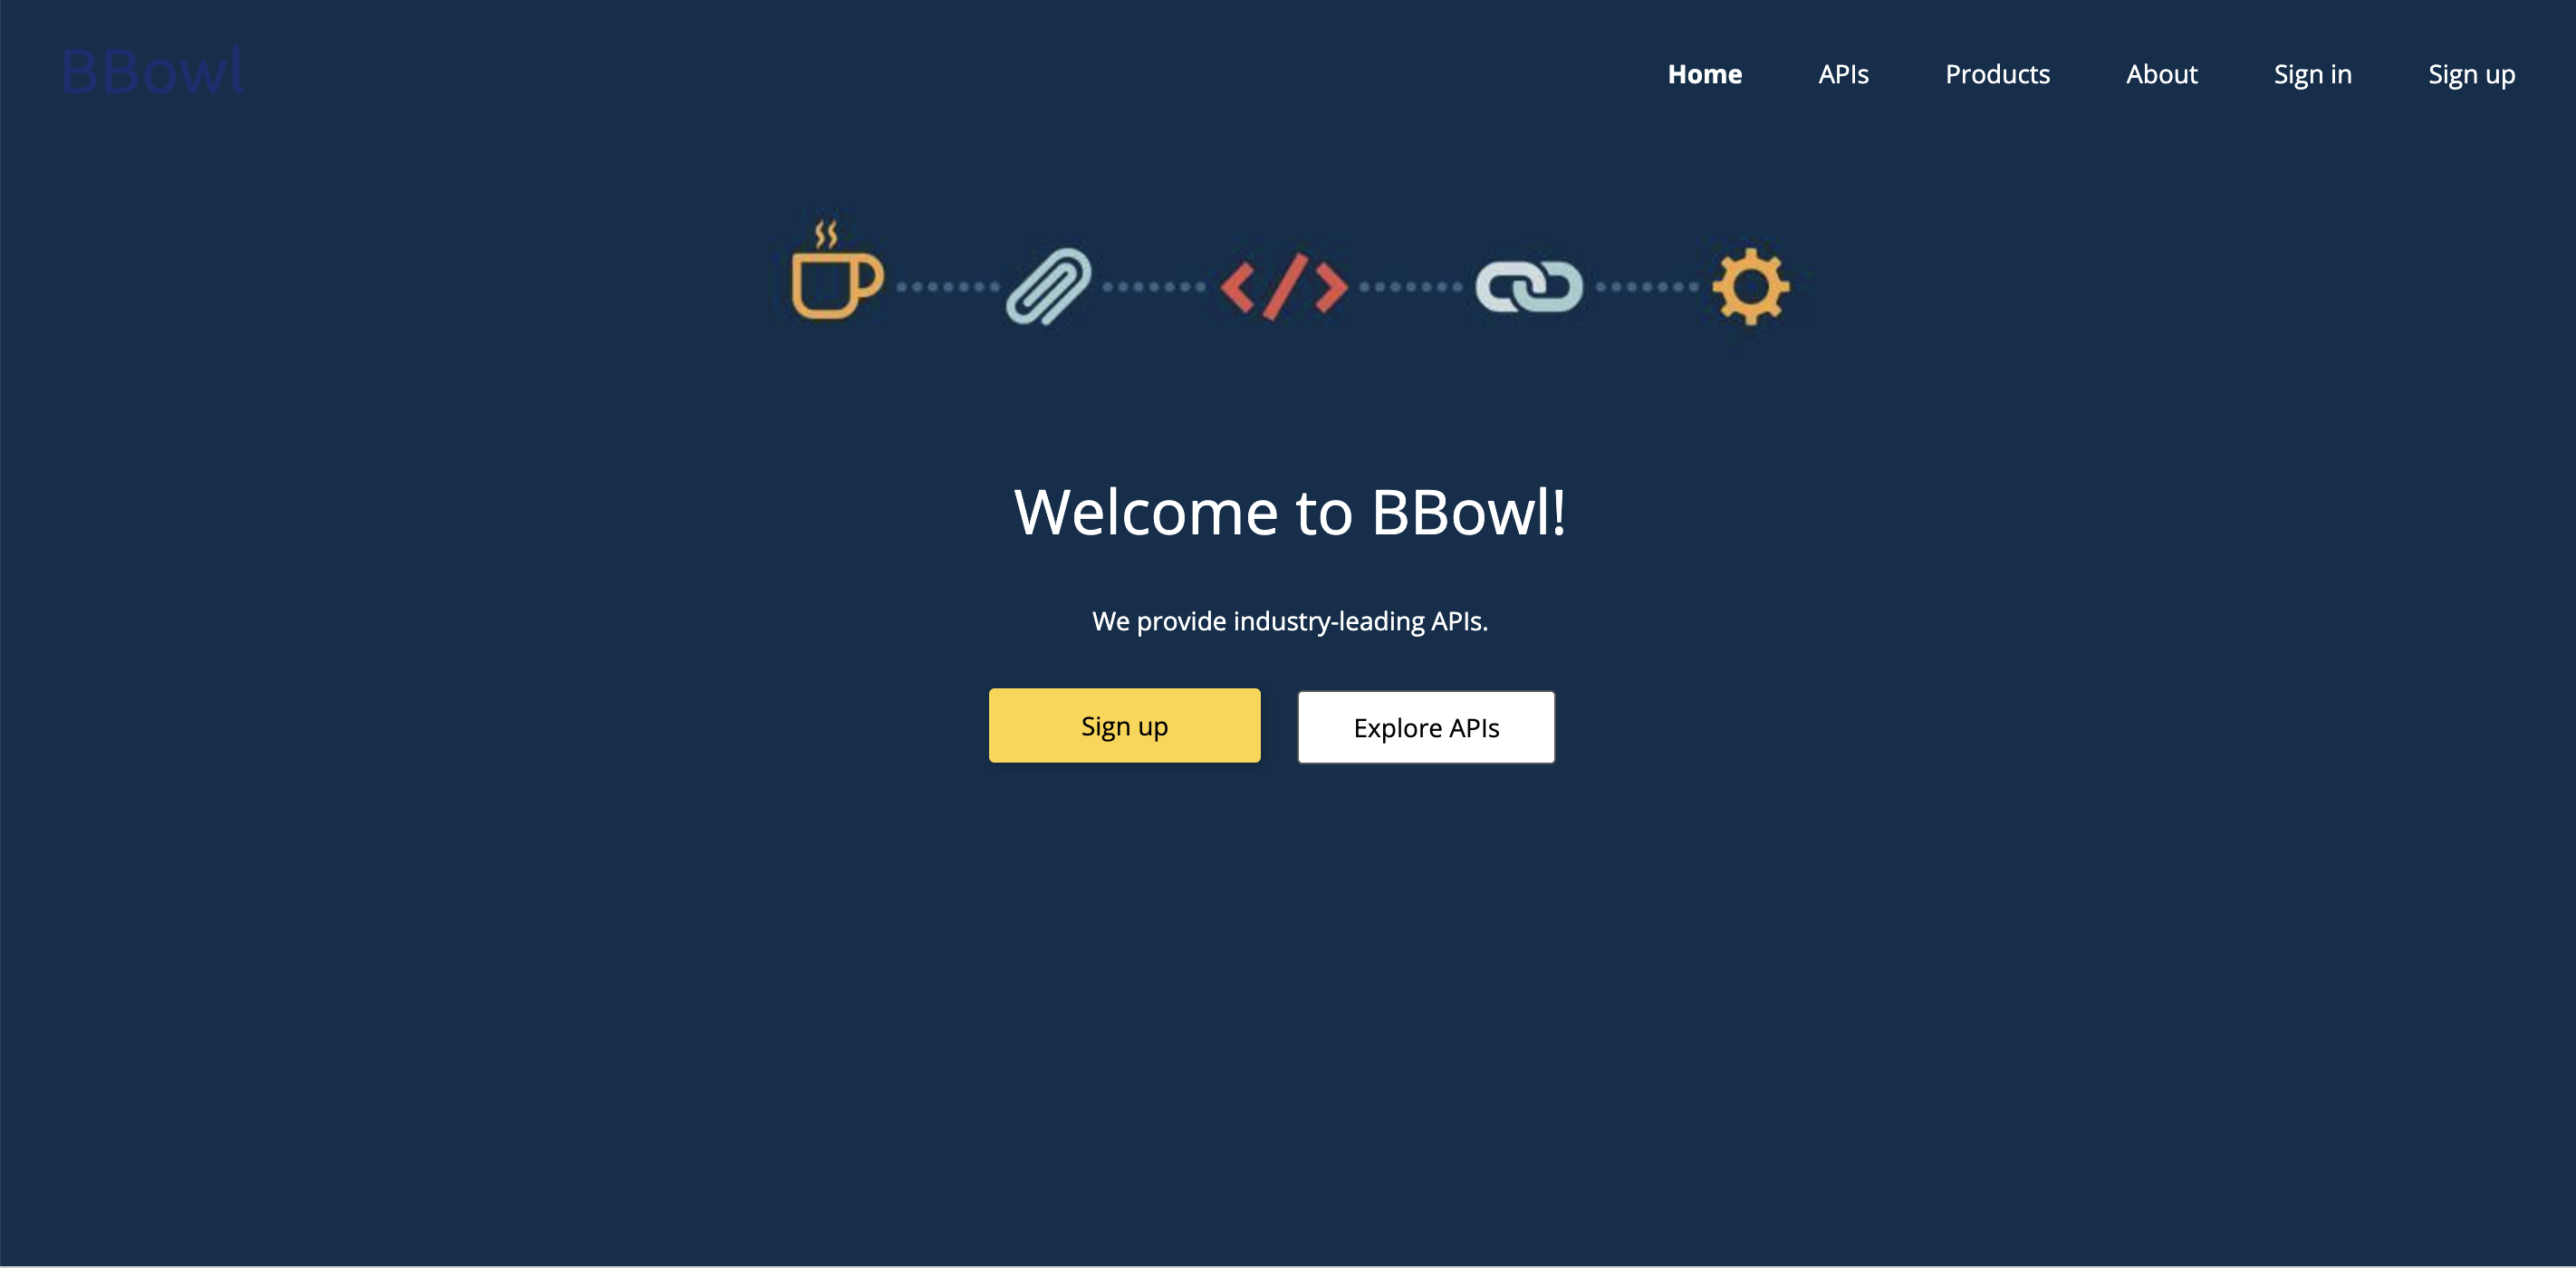 BBowl
Home APIs Products About Sign in Sign up
Welcome to BBowl!
We provide industry-leading APIs.
Sign up Explore APIs